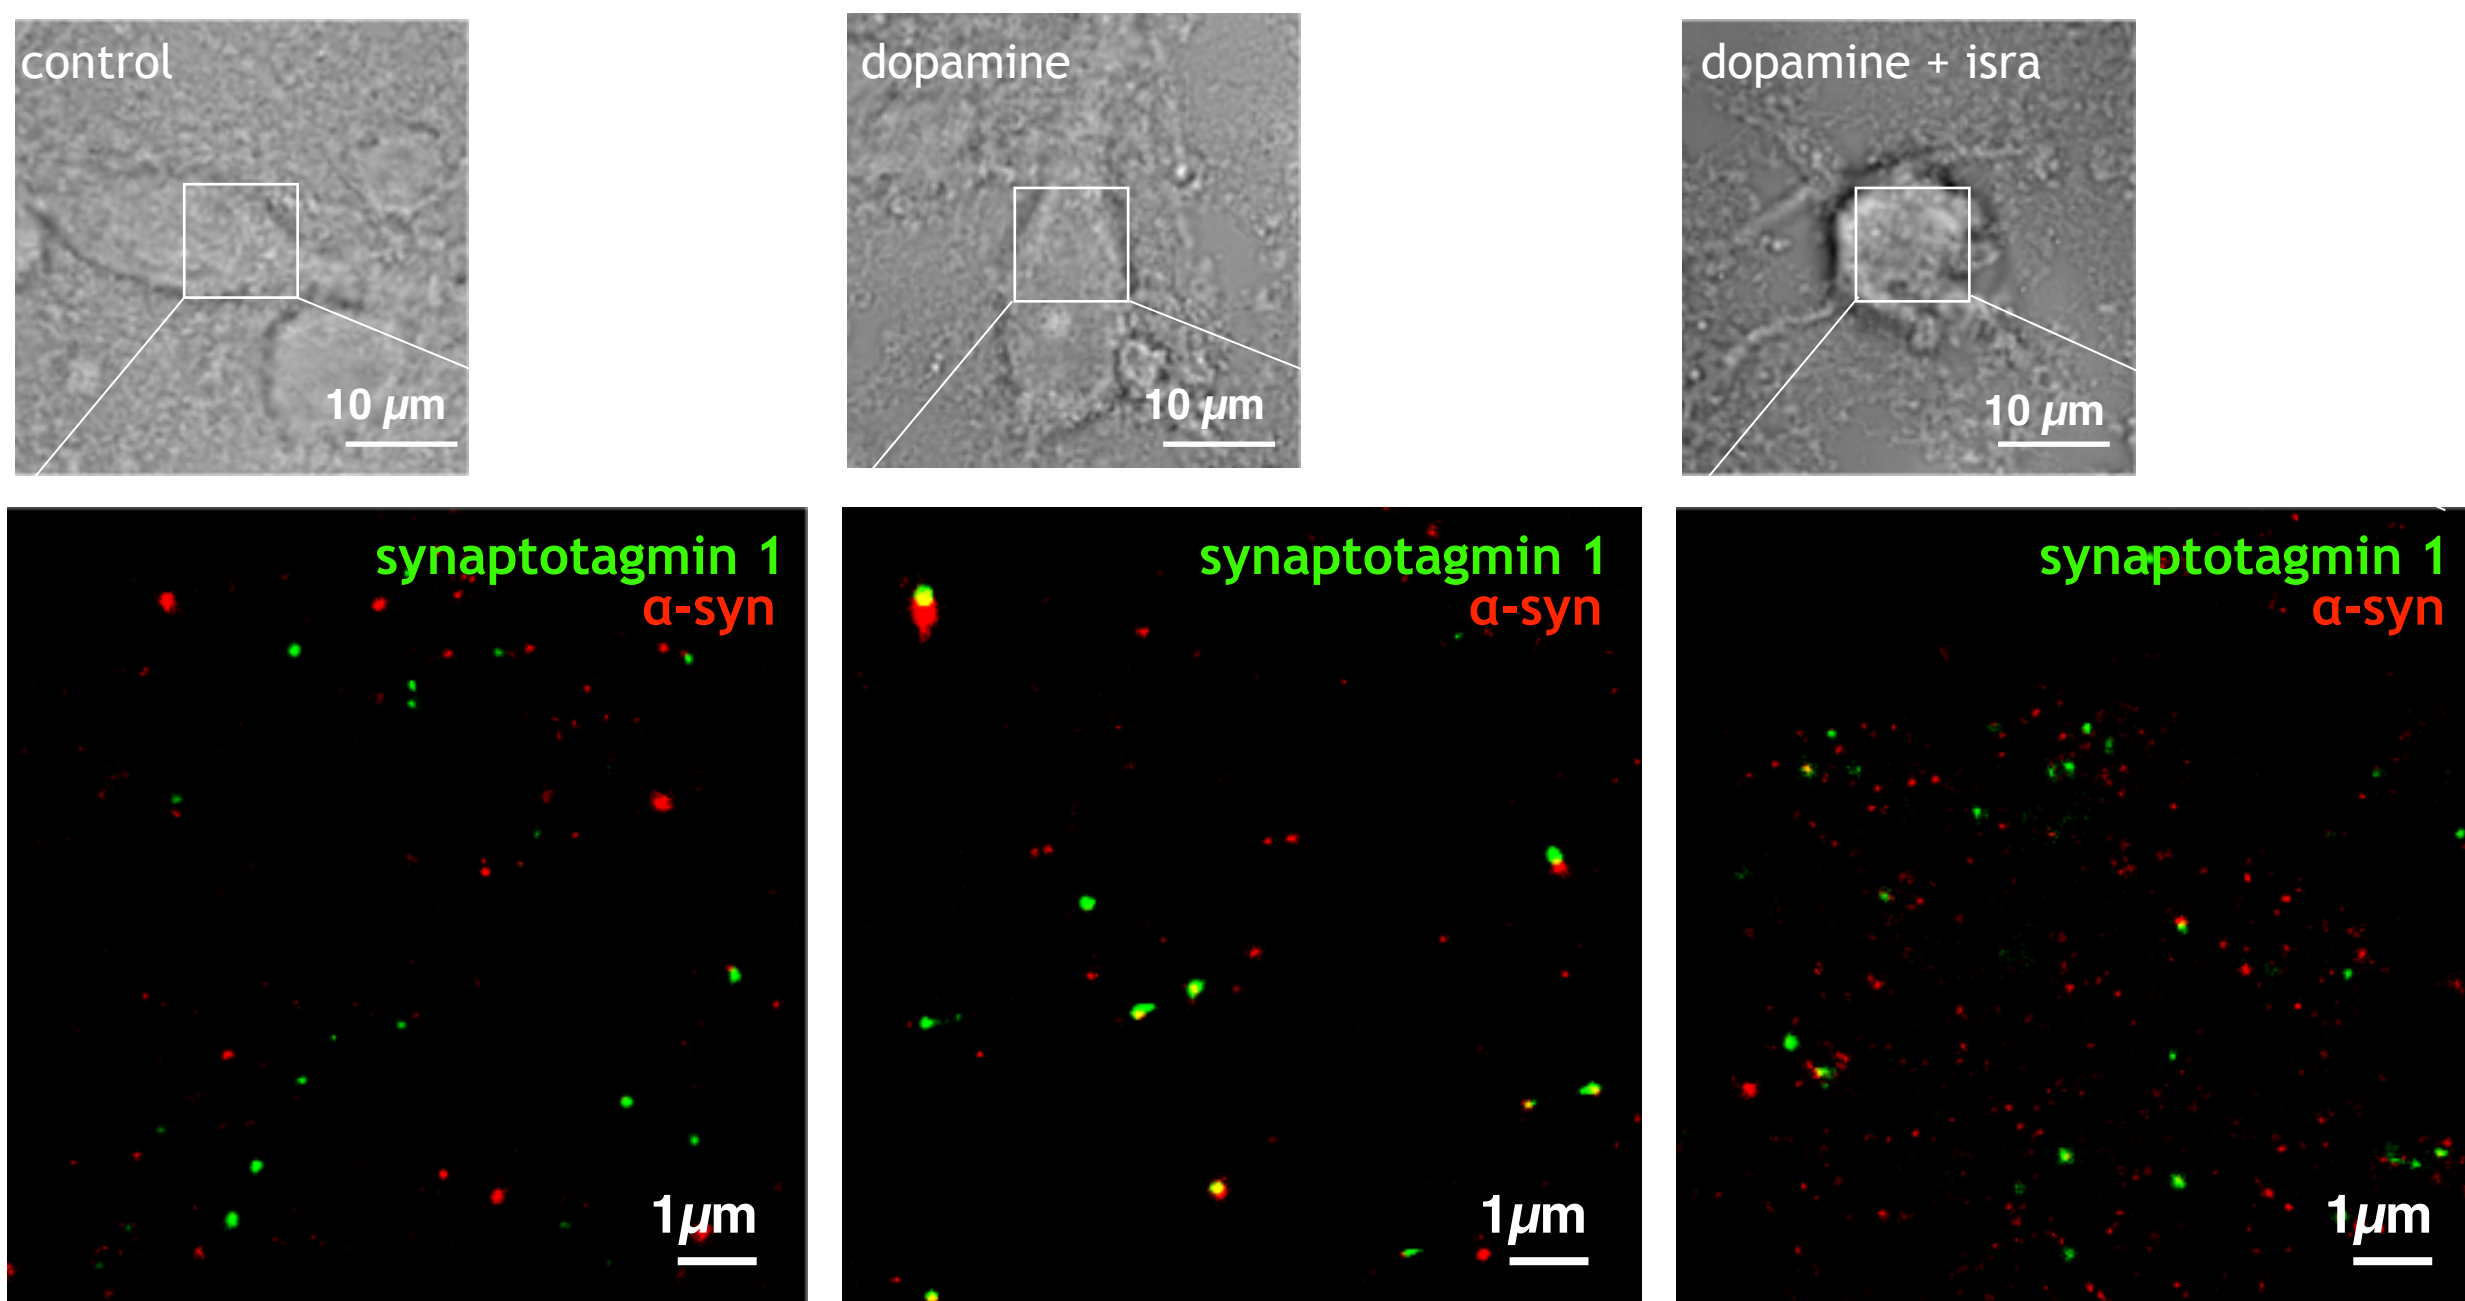 control
10 µm
dopamine
10 µm
dopamine + isra
10 µm
synaptotagmin 1
α-syn
1µm
synaptotagmin 1
α-syn
1µm
synaptotagmin 1
α-syn
1µm